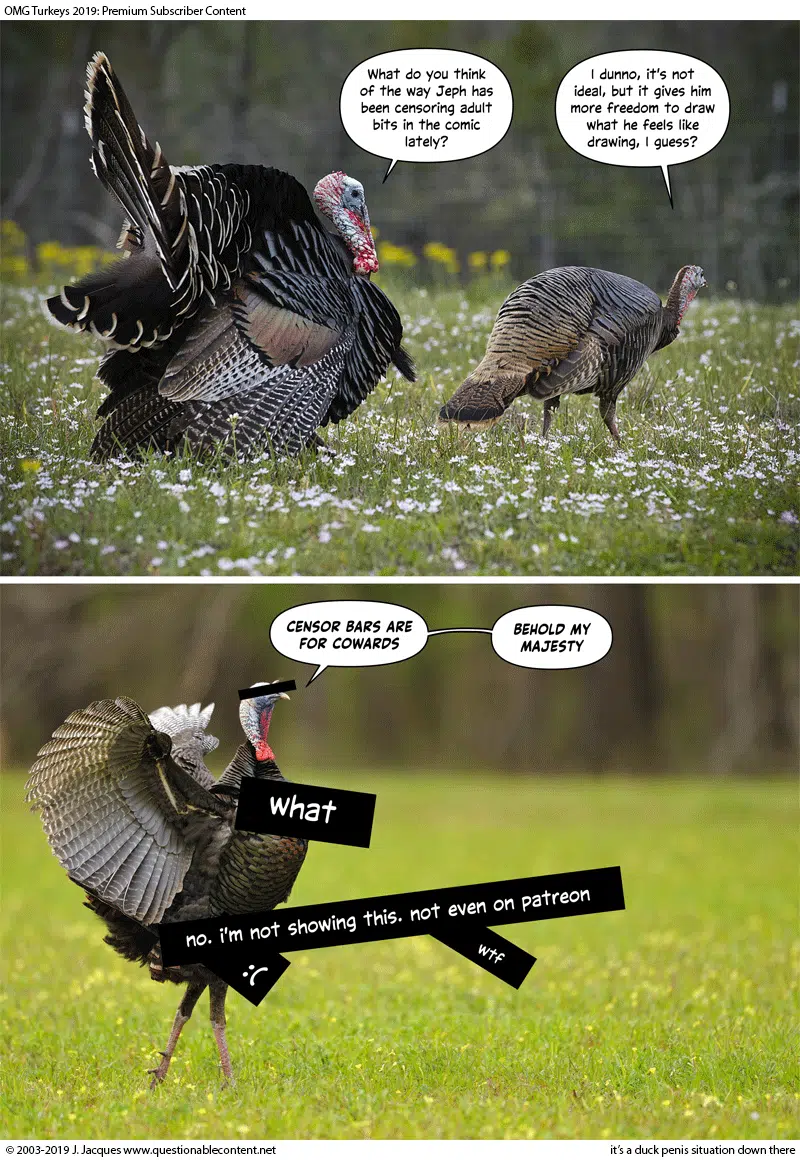 OMG Turkeys 2019: Premium Subscriber Content
What do you think
of the way Jeph has
been censoring adult
bits in the comic
lately?
I dunno, it's not
ideal, but it gives him
more freedom to draw
what he feels like
drawing, I guess?
CENSOR BARS ARE
FOR COWARDS
BEHOLD MY
MAJESTY
what
no. i'm not showing this. not even on patreon
:(
wtf
© 2003-2019 J. Jacques www.questionablecontent.net
it's a duck penis situation down there